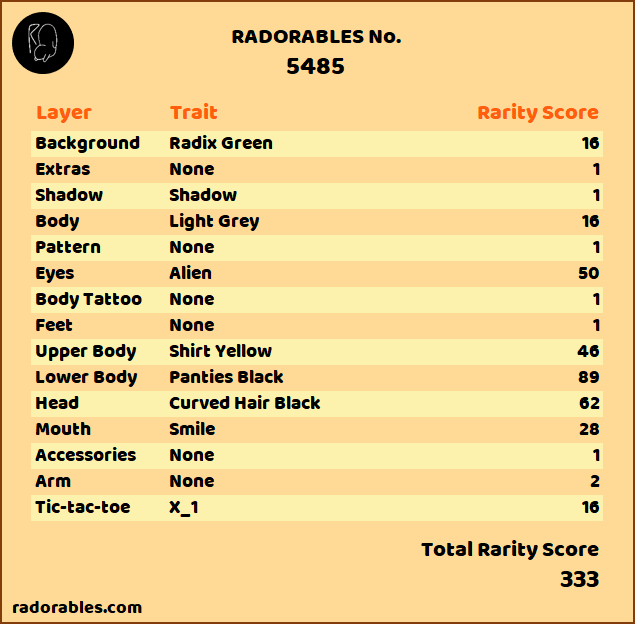 RADORABLES No.
5485
Layer Trait Rarity Score
Background Radix Green 16
Extras None 1
Shadow Shadow 1
Body Light Grey 16
Pattern None 1
Eyes Alien 50
Body Tattoo None 1
Feet None 1
Upper Body Shirt Yellow 46
Lower Body Panties Black 89
Head Curved Hair Black 62
Mouth Smile 28
Accessories None 1
Arm None 2
Tic-tac-toe X_1 16
Total Rarity Score
333
radorables.com